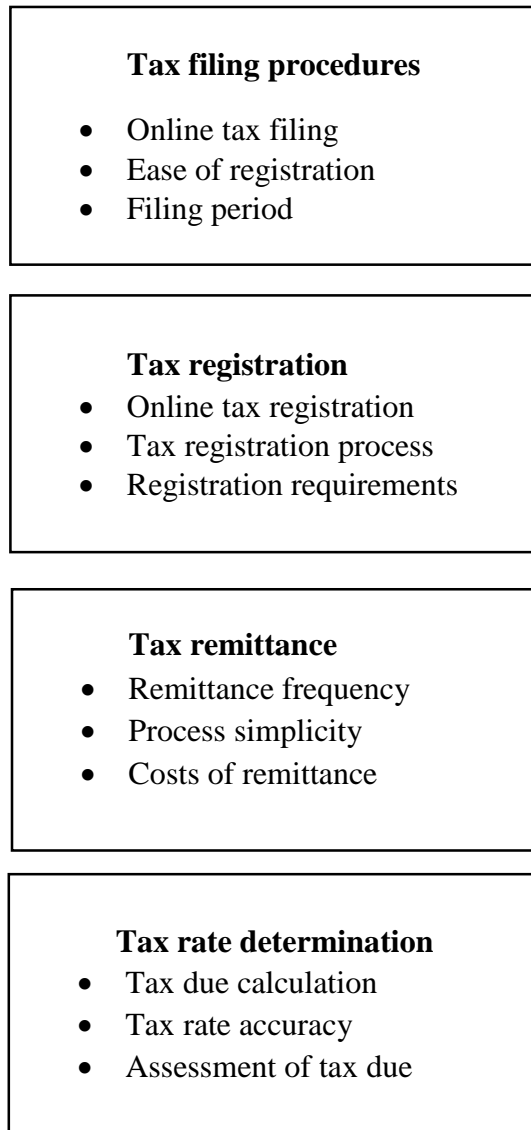 Tax filing procedures
• Online tax filing
• Ease of registration
• Filing period
Tax registration
• Online tax registration
• Tax registration process
• Registration requirements
Tax remittance
• Remittance frequency
• Process simplicity
• Costs of remittance
Tax rate determination
• Tax due calculation
• Tax rate accuracy
• Assessment of tax due